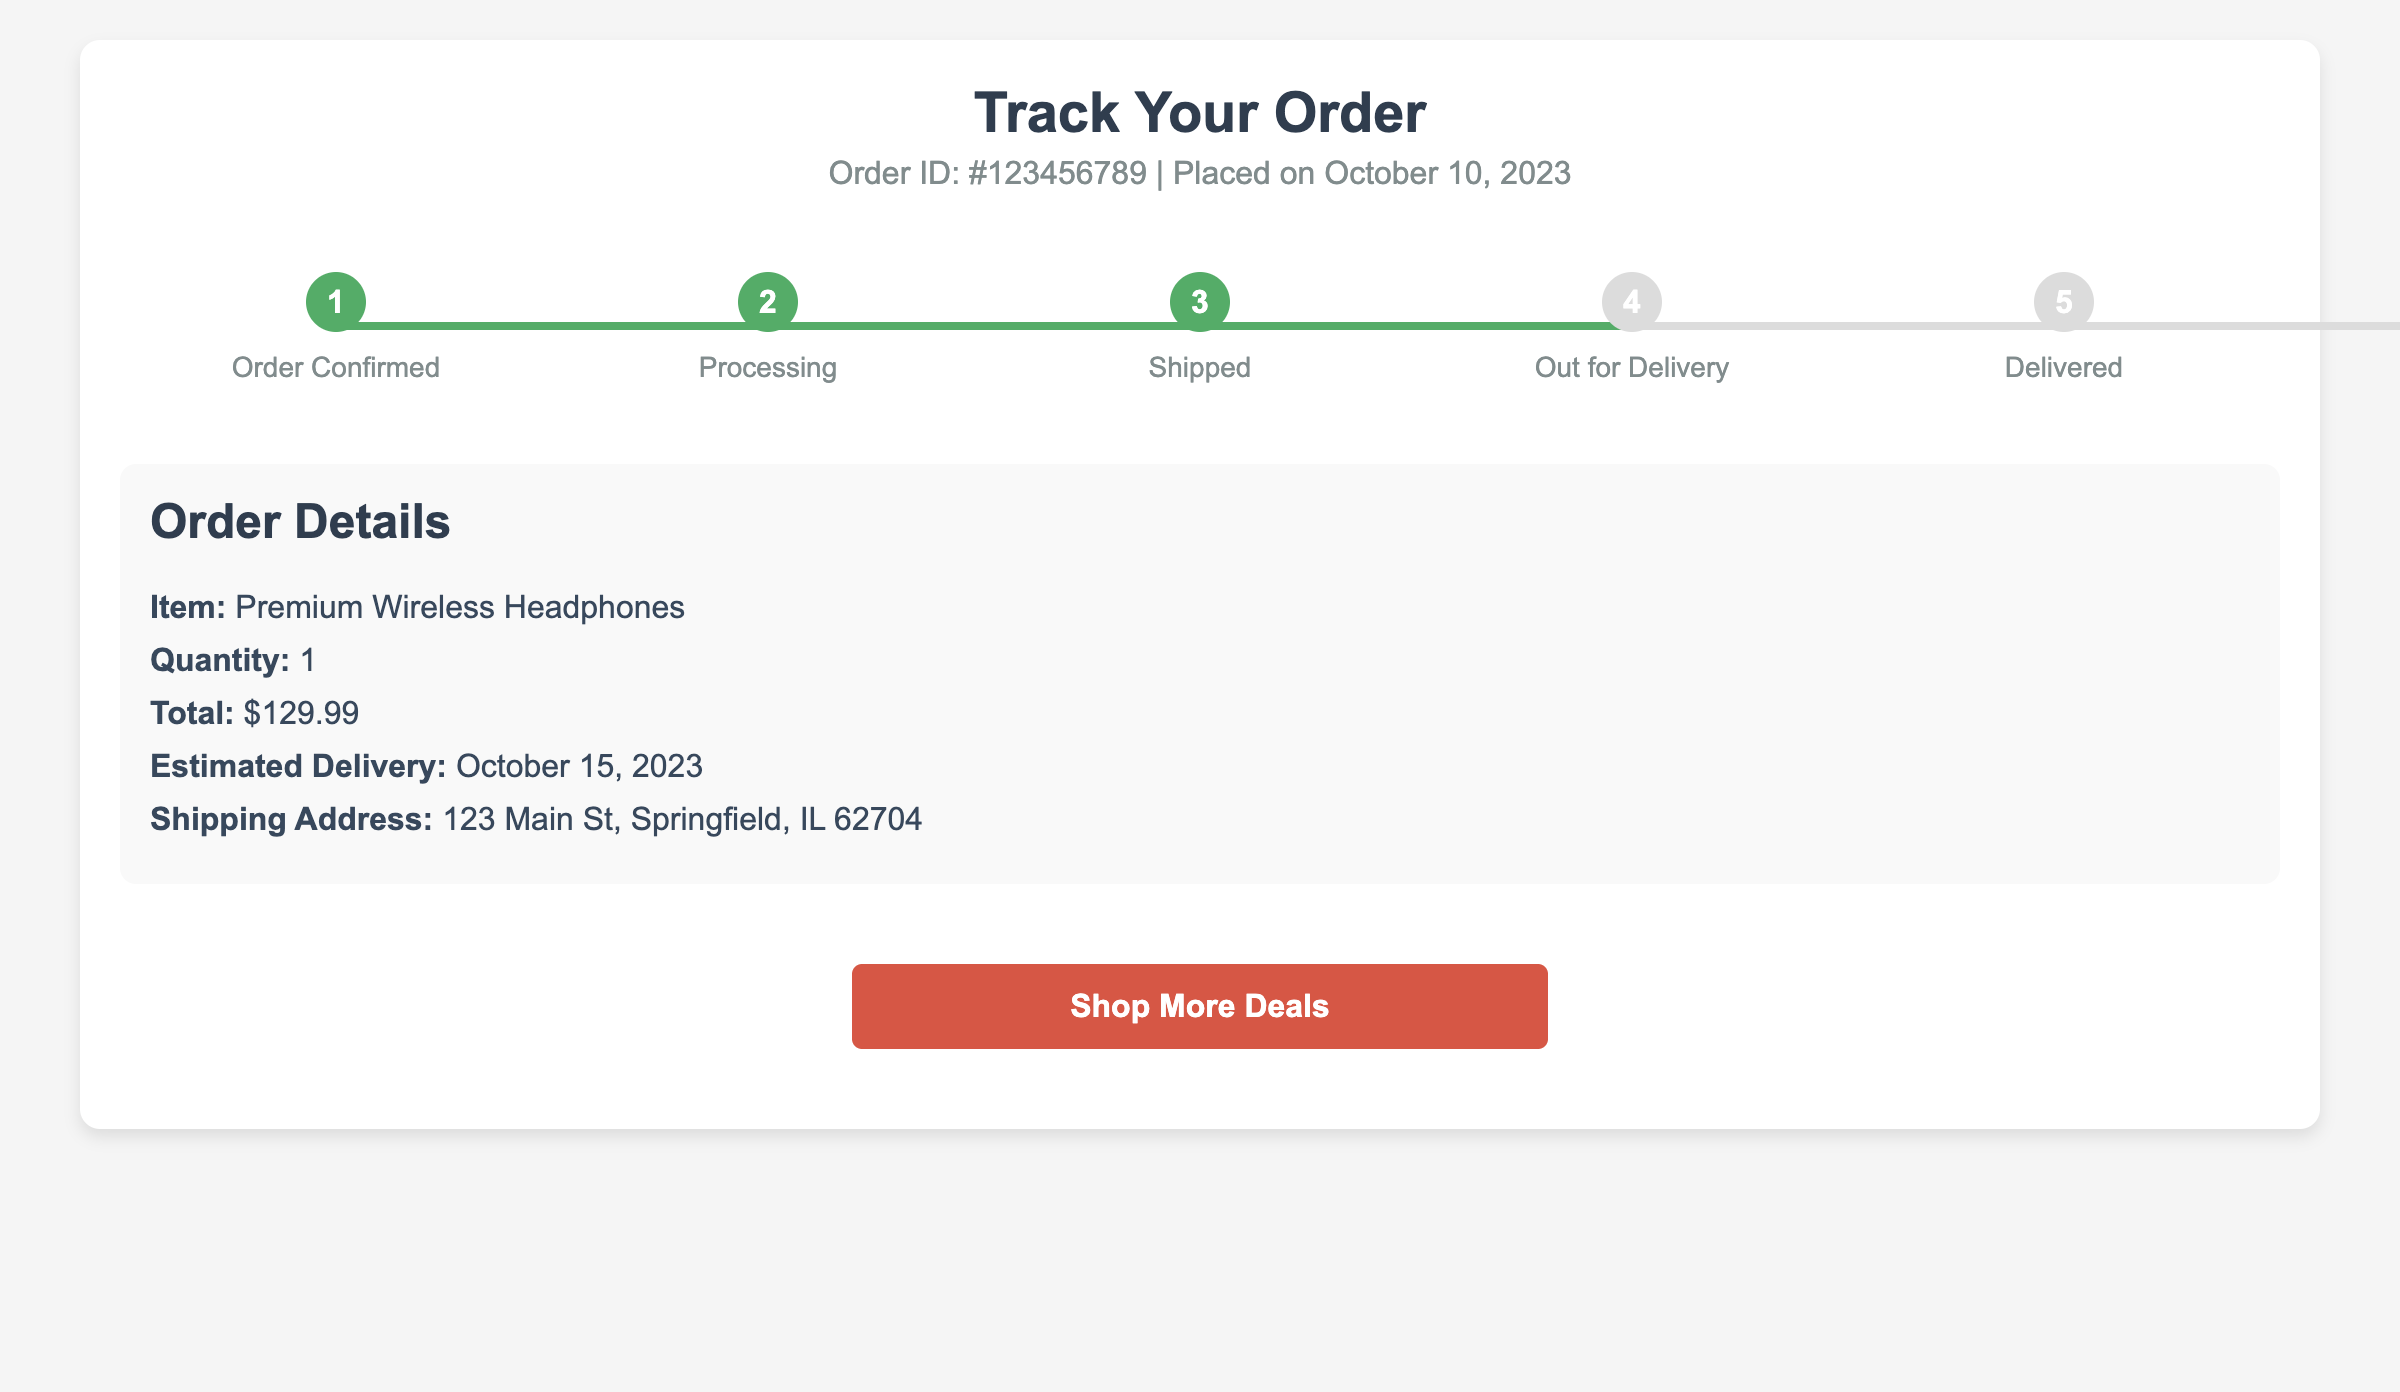 Track Your Order
Order ID: #123456789 | Placed on October 10, 2023
1
2
3
4
5
Order Confirmed
Processing
Shipped
Out for Delivery
Delivered
Order Details
Item: Premium Wireless Headphones
Quantity: 1
Total: $129.99
Estimated Delivery: October 15, 2023
Shipping Address: 123 Main St, Springfield, IL 62704
Shop More Deals